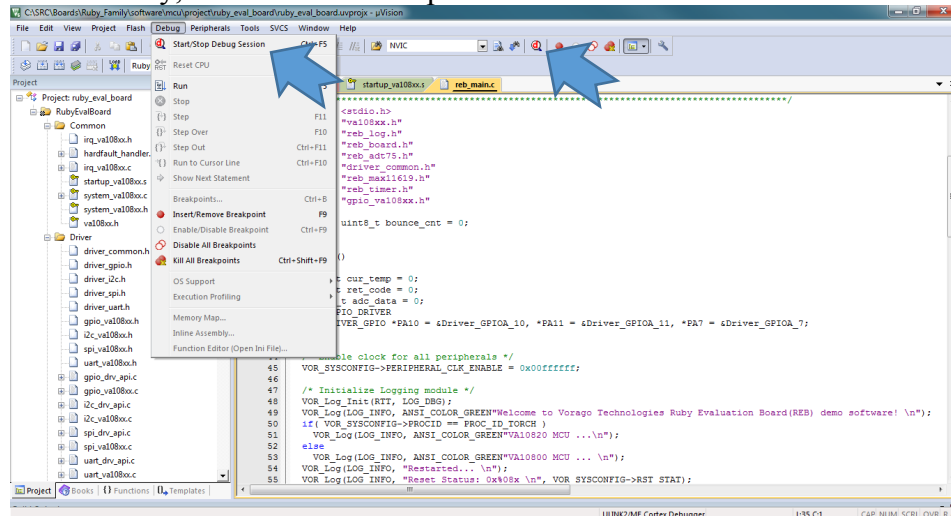 C:\SRC\Boards\Ruby_Family\software\mcu\project\ruby_eval_board\ruby_eval_board.uvprojx - µVision
File Edit View Project Flash Debug Peripherals Tools SVCS Window Help
Start/Stop Debug Session Ctrl+F5
NVIC
Reset CPU
Ruby
Project
Run
startup_va108xx.s
reb_main.c
Project: ruby_eval_board
RubyEvalBoard
Common
irq_va108xx.h
hardfault_handler.
irq_va108xx.c
startup_va108xx.s
system_va108xx.c
system_va108xx.h
va108xx.h
Driver
driver_common.h
driver_gpio.h
driver_i2c.h
driver_spi.h
driver_uart.h
gpio_va108xx.h
i2c_va108xx.h
spi_va108xx.h
uart_va108xx.h
gpio_drv_api.c
gpio_va108xx.c
i2c_drv_api.c
i2c_va108xx.c
spi_drv_api.c
spi_va108xx.c
uart_drv_api.c
uart_va108xx.c
Stop
Step F11
Step Over F10
Step Out Ctrl+F11
Run to Cursor Line Ctrl+F10
Show Next Statement
Breakpoints... Ctrl+B
Insert/Remove Breakpoint F9
Enable/Disable Breakpoint Ctrl+F9
Disable All Breakpoints
Kill All Breakpoints Ctrl+Shift+F9
OS Support
Execution Profiling
Memory Map...
Inline Assembly...
Function Editor (Open Ini File)...
<stdio.h>
"va108xx.h"
"reb_log.h"
"reb_board.h"
"reb_adt75.h"
"driver_common.h"
"reb_max11619.h"
"reb_timer.h"
"gpio_va108xx.h"
uint8_t bounce_cnt = 0;
()
t cur_temp = 0;
t ret_code = 0;
_t adc_data = 0;
PIO_DRIVER
IVER_GPIO *PA10 = &Driver_GPIOA_10, *PA11 = &Driver_GPIOA_11, *PA7 = &Driver_GPIOA_7;
clock for all peripherals */
45 VOR_SYSCONFIG->PERIPHERAL_CLK_ENABLE = 0x00ffffff;
46
47 /* Initialize Logging module */
48 VOR_Log_Init(RTT, LOG_DBG);
49 VOR_Log(LOG_INFO, ANSI_COLOR_GREEN"Welcome to Vorago Technologies Ruby Evaluation Board(REB) demo software! \n");
50 if( VOR_SYSCONFIG->PROCID == PROC_ID_TORCH )
51 VOR_Log(LOG_INFO, ANSI_COLOR_GREEN"VA10820 MCU ...\n");
52 else
53 VOR_Log(LOG_INFO, ANSI_COLOR_GREEN"VA10800 MCU ... \n");
54 VOR_Log(LOG_INFO, "Restarted... \n");
55 VOR_Log(LOG_INFO, "Reset Status: 0x%08x \n", VOR_SYSCONFIG->RST_STAT);
Project Books {} Functions Templates